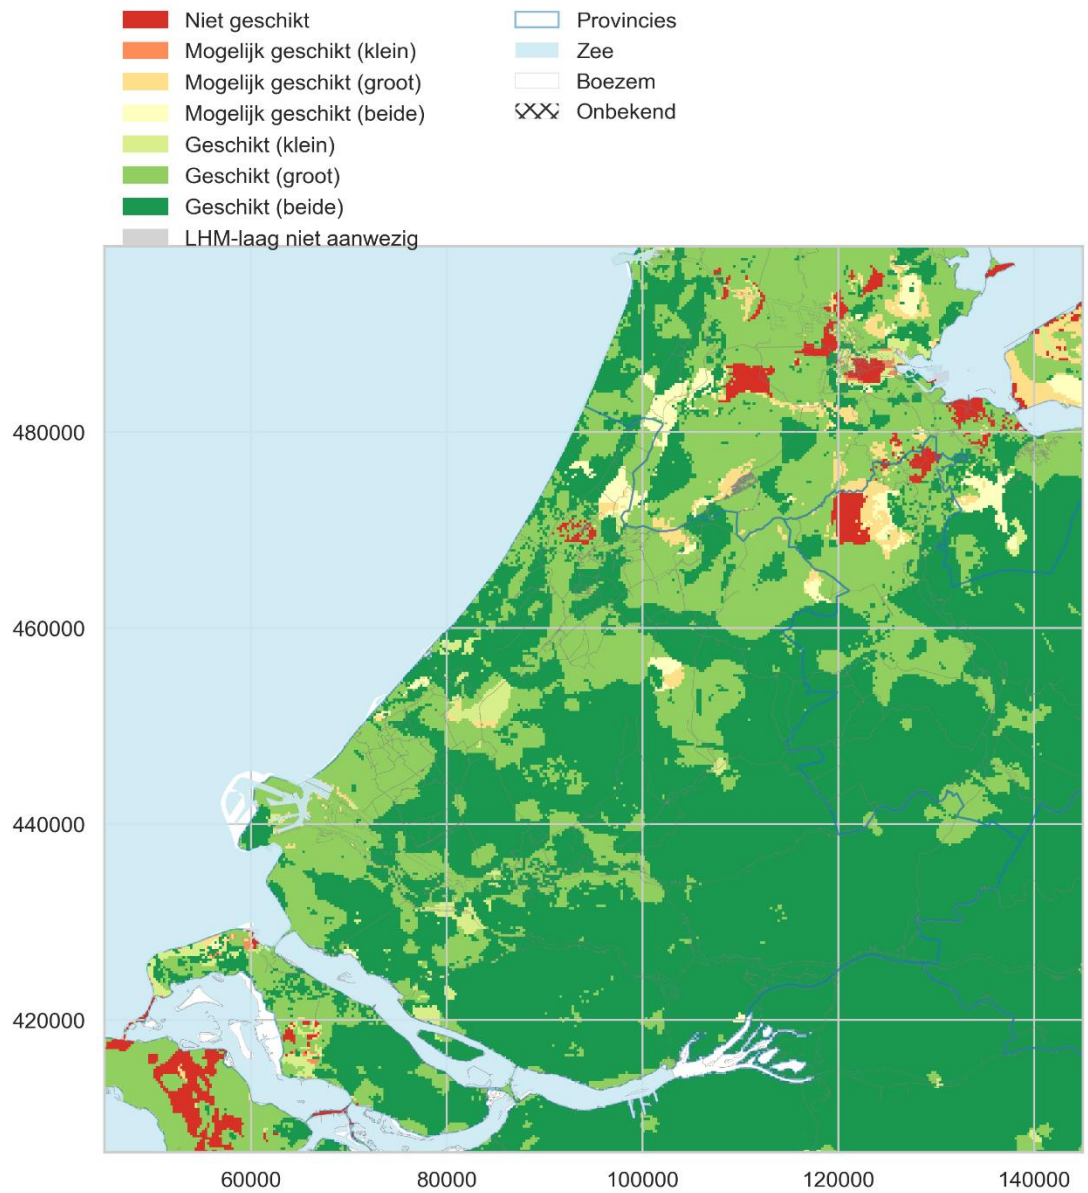 Niet geschikt
Mogelijk geschikt (klein)
Mogelijk geschikt (groot)
Mogelijk geschikt (beide)
Geschikt (klein)
Geschikt (groot)
Geschikt (beide)
LHM-laag niet aanwezig
Provincies
Zee
Boezem
Onbekend
480000
460000
440000
420000
60000 80000 100000 120000 140000